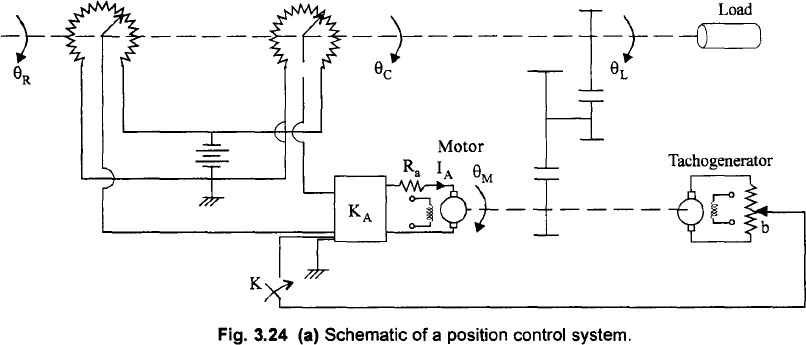 Load
θR
θC
θL
Motor
Ra
IA
θM
Tachogenerator
KA
b
K
Fig. 3.24 (a) Schematic of a position control system.